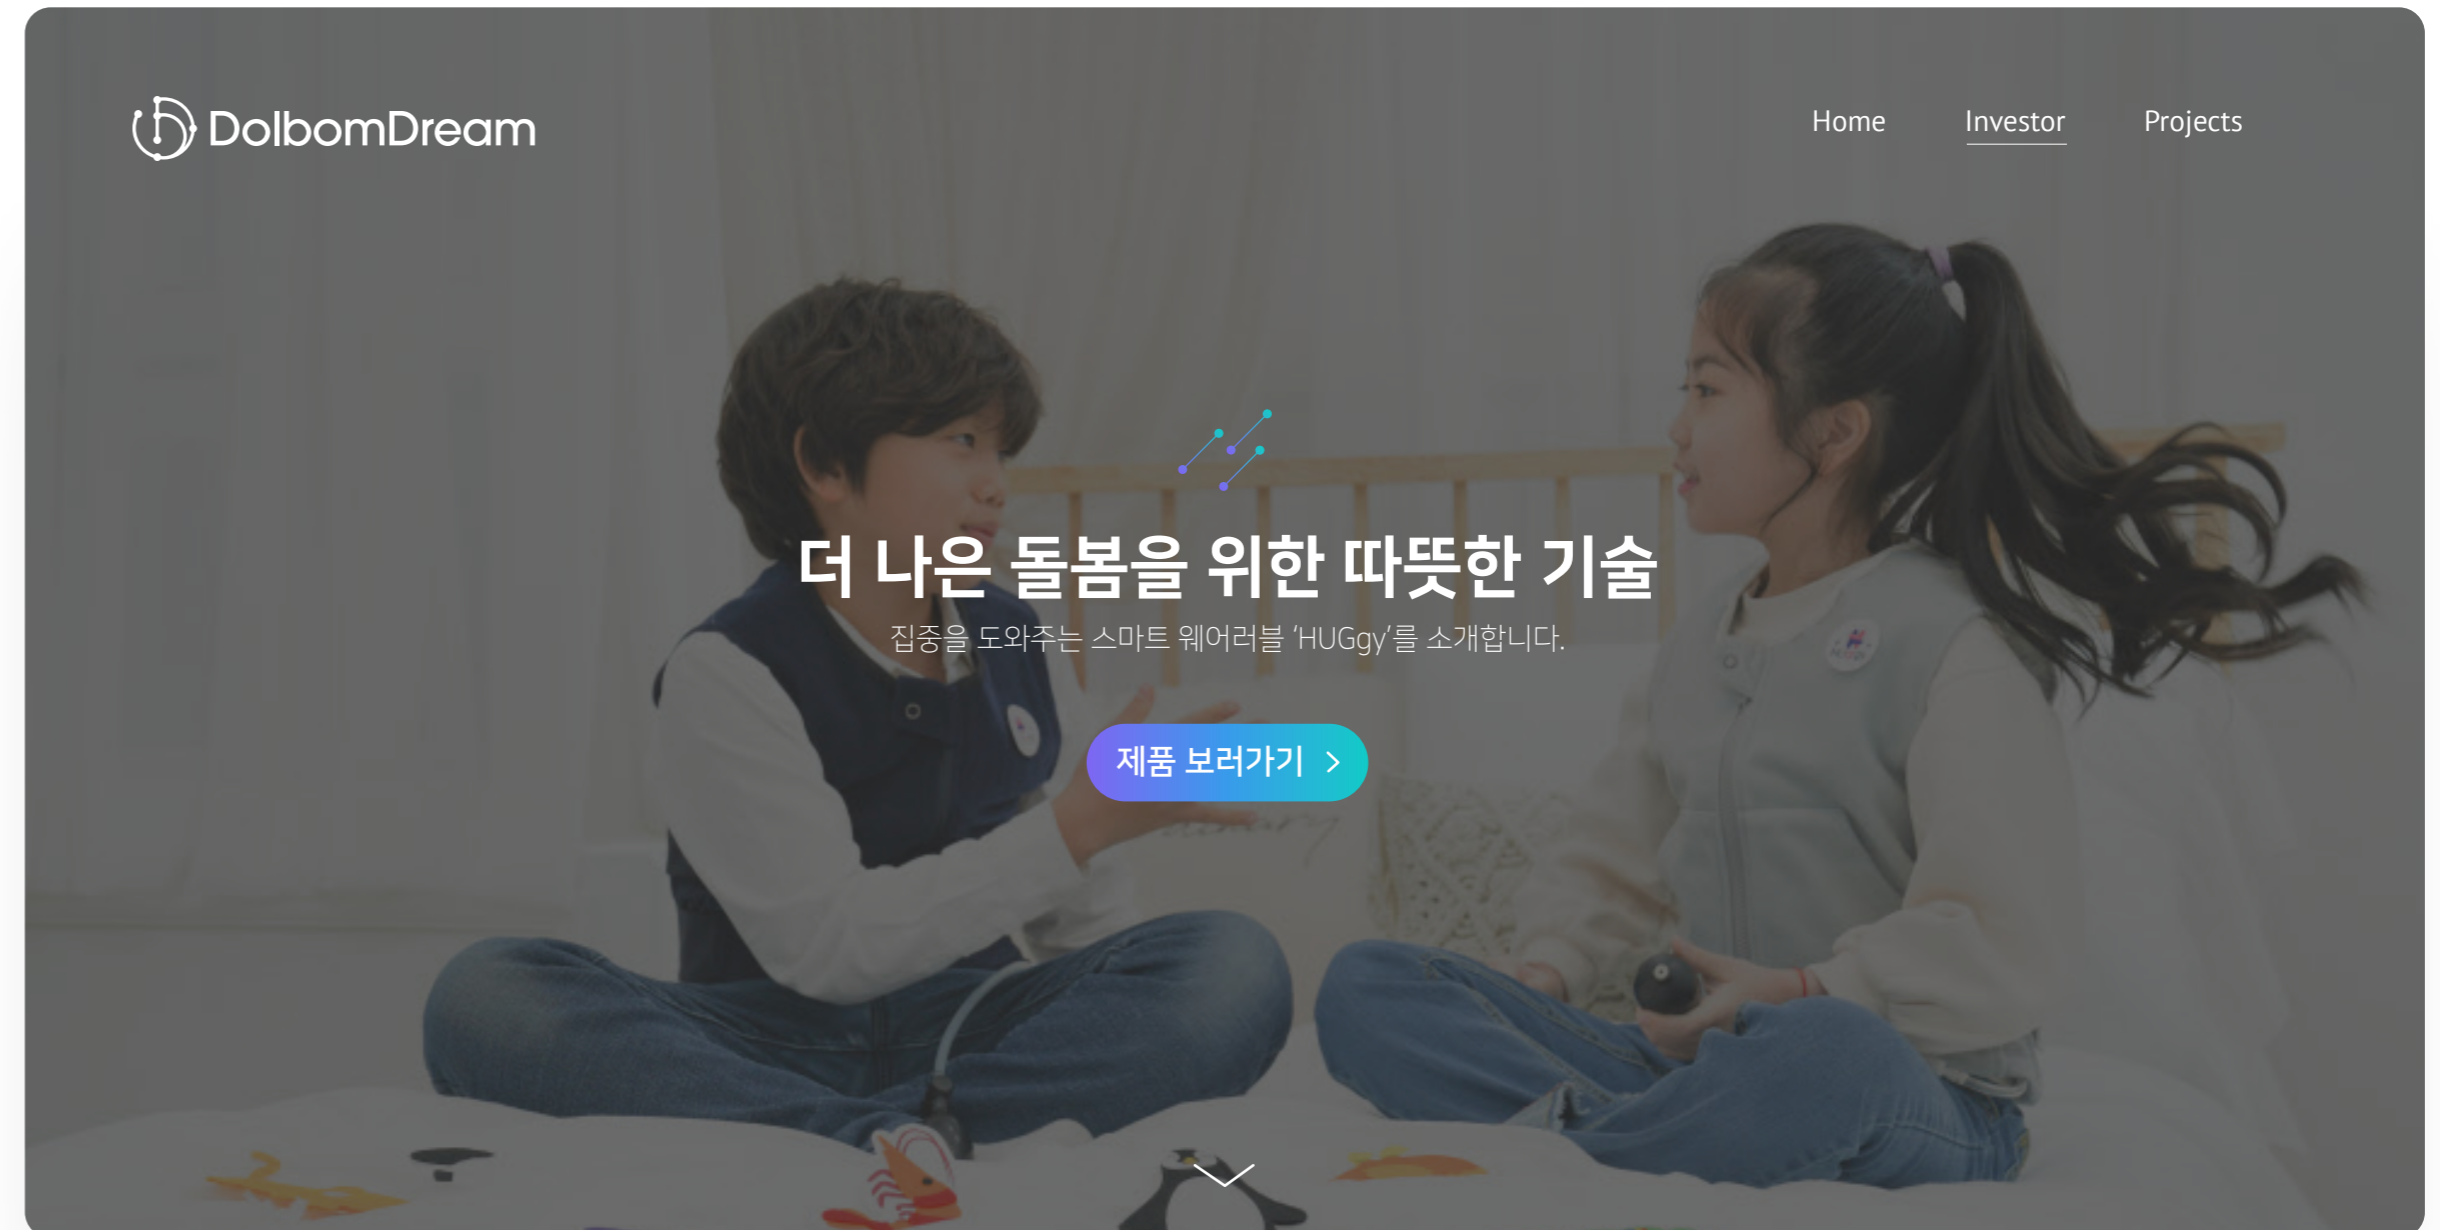 DolbomDream
Home Investor Projects
더 나은 돌봄을 위한 따뜻한 기술
집중을 도와주는 스마트 웨어러블 ‘HUGgy’를 소개합니다.
제품 보러가기